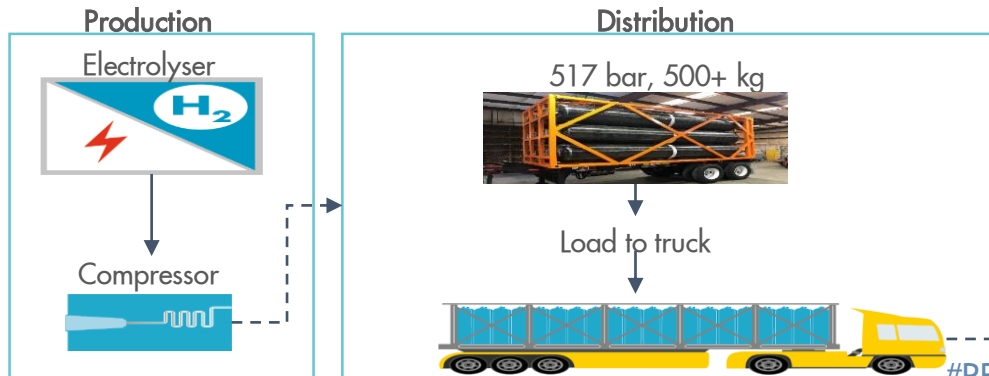 Production
Electrolyser
H2
Compressor
Distribution
517 bar, 500+ kg
Load to truck